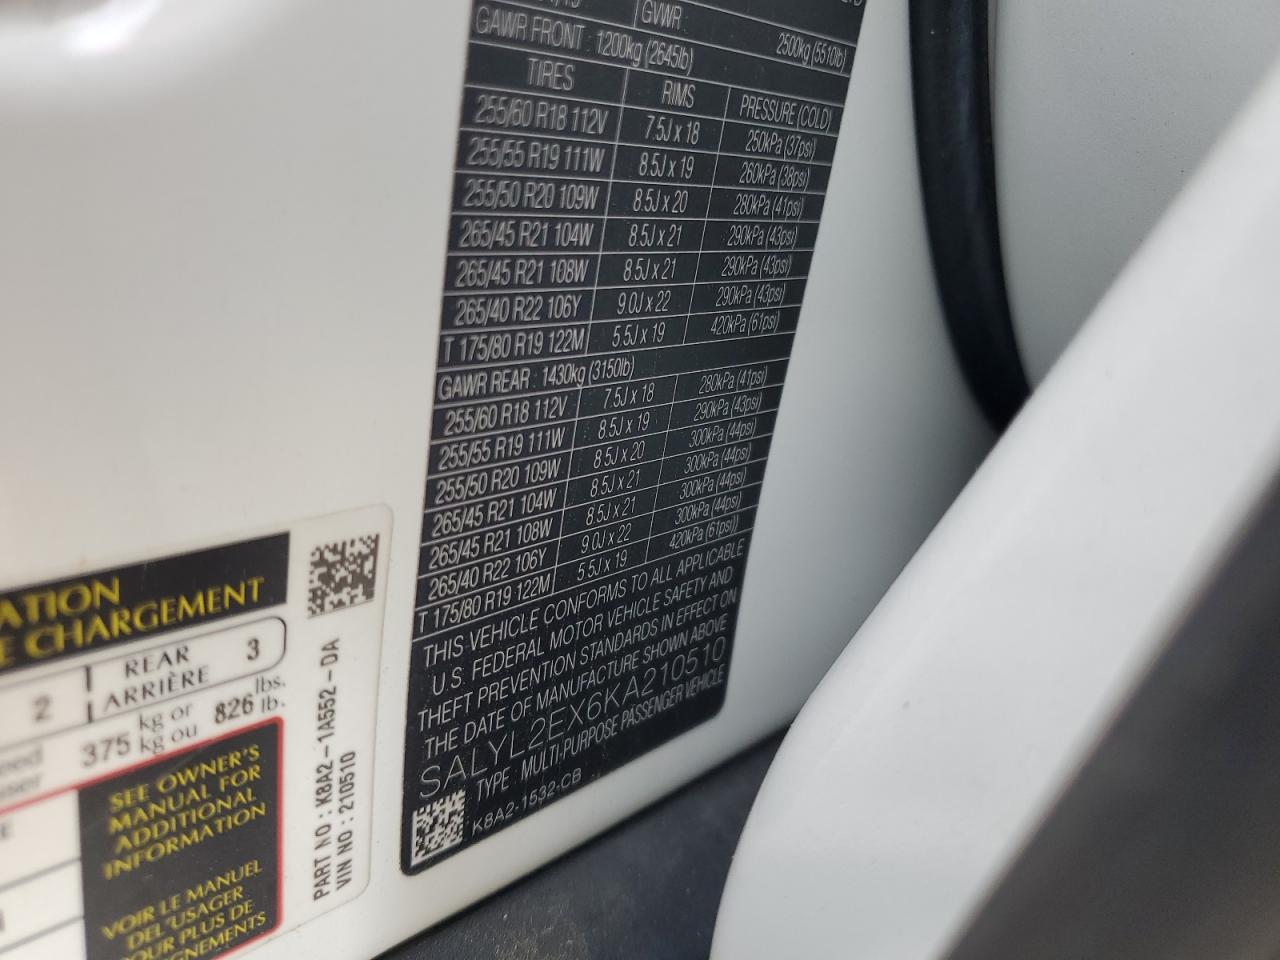 GVWR 2500kg (5510lb)
GAWR FRONT : 1200kg (2645lb)
TIRES RIMS PRESSURE (COLD)
255/60 R18 112V 7.5J x 18 250kPa (37psi)
255/55 R19 111W 8.5J x 19 260kPa (38psi)
255/50 R20 109W 8.5J x 20 280kPa (41psi)
265/45 R21 104W 8.5J x 21 290kPa (43psi)
265/45 R21 108W 8.5J x 21 290kPa (43psi)
265/40 R22 106Y 9.0J x 22 290kPa (43psi)
T 175/80 R19 122M 5.5J x 19 420kPa (61psi)
GAWR REAR : 1430kg (3150lb)
255/60 R18 112V 7.5J x 18 280kPa (41psi)
255/55 R19 111W 8.5J x 19 290kPa (43psi)
255/50 R20 109W 8.5J x 20 300kPa (44psi)
265/45 R21 104W 8.5J x 21 300kPa (44psi)
265/45 R21 108W 8.5J x 21 300kPa (44psi)
265/40 R22 106Y 9.0J x 22 300kPa (44psi)
T 175/80 R19 122M 5.5J x 19 420kPa (61psi)
THIS VEHICLE CONFORMS TO ALL APPLICABLE
U.S. FEDERAL MOTOR VEHICLE SAFETY AND
THEFT PREVENTION STANDARDS IN EFFECT ON
THE DATE OF MANUFACTURE SHOWN ABOVE
SALYL2EX6KA210510
TYPE : MULTI-PURPOSE PASSENGER VEHICLE
K8A2-1532-CB
ATION
E CHARGEMENT
2 REAR 3
ARRIÈRE
375 kg or 826 lbs.
kg ou lb.
SEE OWNER'S
MANUAL FOR
ADDITIONAL
INFORMATION
VOIR LE MANUEL
DE L'USAGER
POUR PLUS DE
GNEMENTS
PART NO : K8A2-1A552-DA
VIN NO : 210510